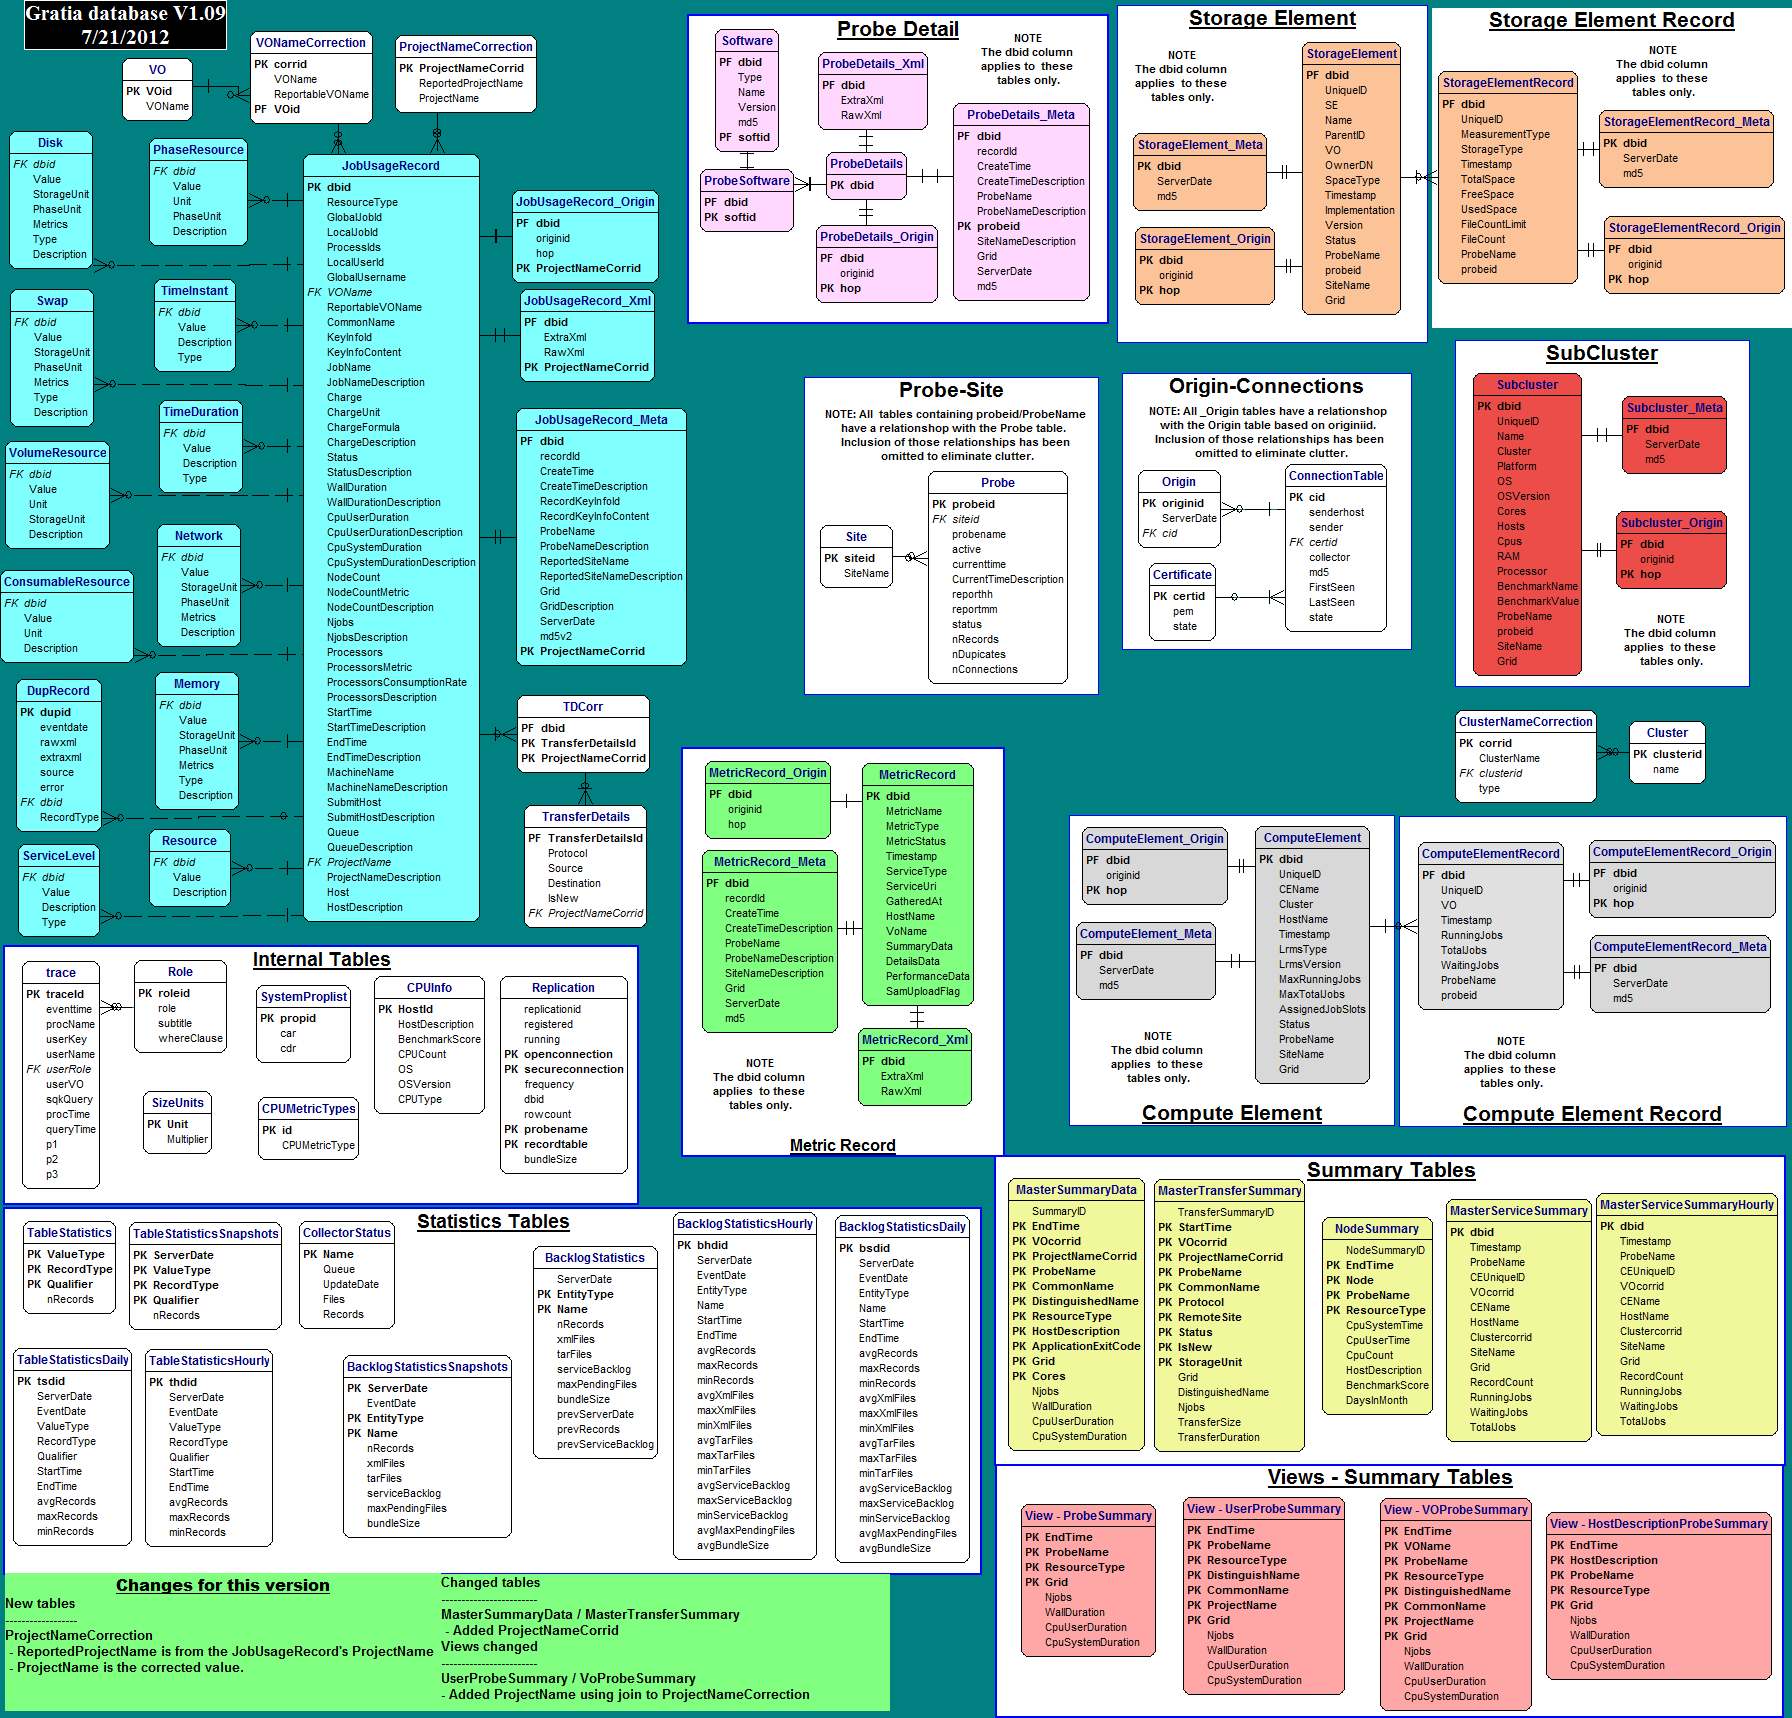 Gratia database V1.09
7/21/2012
VO
PK VOid
VOName
VONameCorrection
PK corrid
VOName
ReportableVOName
PF VOid
ProjectNameCorrection
PK ProjectNameCorrid
ReportedProjectName
ProjectName
Disk
FK dbid
Value
StorageUnit
PhaseUnit
Metrics
Type
Description
PhaseResource
FK dbid
Value
Unit
PhaseUnit
Description
Swap
FK dbid
Value
StorageUnit
PhaseUnit
Metrics
Type
Description
TimeInstant
FK dbid
Value
Description
Type
TimeDuration
FK dbid
Value
Description
Type
VolumeResource
FK dbid
Value
Unit
StorageUnit
Description
Network
FK dbid
Value
StorageUnit
PhaseUnit
Metrics
Description
ConsumableResource
FK dbid
Value
Unit
Description
DupRecord
PK dupid
eventdate
rawxml
extraxml
source
error
FK dbid
RecordType
Memory
FK dbid
Value
StorageUnit
PhaseUnit
Metrics
Type
Description
Resource
FK dbid
Value
Description
ServiceLevel
FK dbid
Value
Description
Type
JobUsageRecord
PK dbid
ResourceType
GlobalJobId
LocalJobId
ProcessIds
LocalUserId
GlobalUsername
FK VOName
ReportableVOName
CommonName
KeyInfoId
KeyInfoContent
JobName
JobNameDescription
Charge
ChargeUnit
ChargeFormula
ChargeDescription
Status
StatusDescription
WallDuration
WallDurationDescription
CpuUserDuration
CpuUserDurationDescription
CpuSystemDuration
CpuSystemDurationDescription
NodeCount
NodeCountMetric
NodeCountDescription
Njobs
NjobsDescription
Processors
ProcessorsMetric
ProcessorsConsumptionRate
ProcessorsDescription
StartTime
StartTimeDescription
EndTime
EndTimeDescription
MachineName
MachineNameDescription
SubmitHost
SubmitHostDescription
Queue
QueueDescription
FK ProjectName
ProjectNameDescription
Host
HostDescription
JobUsageRecord_Origin
PF dbid
originid
hop
PK ProjectNameCorrid
JobUsageRecord_Xml
PF dbid
ExtraXml
RawXml
PK ProjectNameCorrid
JobUsageRecord_Meta
PF dbid
recordId
CreateTime
CreateTimeDescription
RecordKeyInfoId
RecordKeyInfoContent
ProbeName
ProbeNameDescription
ReportedSiteName
ReportedSiteNameDescription
Grid
GridDescription
ServerDate
md5v2
PK ProjectNameCorrid
TDCorr
PF dbid
PK TransferDetailsId
PK ProjectNameCorrid
TransferDetails
PF TransferDetailsId
Protocol
Source
Destination
IsNew
FK ProjectNameCorrid
Probe Detail
NOTE
The dbid column
applies to these
tables only.
Software
PF dbid
Type
Name
Version
md5
PF softid
ProbeSoftware
PF dbid
PK softid
ProbeDetails_Xml
PF dbid
ExtraXml
RawXml
ProbeDetails
PK dbid
ProbeDetails_Origin
PF dbid
originid
PK hop
ProbeDetails_Meta
PF dbid
recordId
CreateTime
CreateTimeDescription
ProbeName
ProbeNameDescription
PK probeid
SiteNameDescription
Grid
ServerDate
md5
Storage Element
NOTE
The dbid column
applies to these
tables only.
StorageElement_Meta
PK dbid
ServerDate
md5
StorageElement_Origin
PK dbid
originid
PK hop
StorageElement
PF dbid
UniqueID
SE
Name
ParentID
VO
OwnerDN
SpaceType
Timestamp
Implementation
Version
Status
ProbeName
probeid
SiteName
Grid
Storage Element Record
NOTE
The dbid column
applies to these
tables only.
StorageElementRecord
PF dbid
UniqueID
MeasurementType
StorageType
Timestamp
TotalSpace
FreeSpace
UsedSpace
FileCountLimit
FileCount
ProbeName
probeid
StorageElementRecord_Meta
PK dbid
ServerDate
md5
StorageElementRecord_Origin
PF dbid
originid
PK hop
Probe-Site
NOTE: All tables containing probeid/ProbeName
have a relationshop with the Probe table.
Inclusion of those relationships has been
omitted to eliminate clutter.
Site
PK siteid
SiteName
Probe
PK probeid
FK siteid
probename
active
currenttime
CurrentTimeDescription
reporthh
reportmm
status
nRecords
nDupicates
nConnections
Origin-Connections
NOTE: All _Origin tables have a relationshop
with the Origin table based on originiid.
Inclusion of those relationships has been
omitted to eliminate clutter.
Origin
PK originid
ServerDate
FK cid
Certificate
PK certid
pem
state
ConnectionTable
PK cid
senderhost
sender
FK certid
collector
md5
FirstSeen
LastSeen
state
SubCluster
Subcluster
PK dbid
UniqueID
Name
Cluster
Platform
OS
OSVersion
Cores
Hosts
Cpus
RAM
Processor
BenchmarkName
BenchmarkValue
ProbeName
probeid
SiteName
Grid
Subcluster_Meta
PF dbid
ServerDate
md5
Subcluster_Origin
PF dbid
originid
PK hop
NOTE
The dbid column
applies to these
tables only.
ClusterNameCorrection
PK corrid
ClusterName
FK clusterid
type
Cluster
PK clusterid
name
MetricRecord_Origin
PF dbid
originid
hop
MetricRecord_Meta
PF dbid
recordId
CreateTime
CreateTimeDescription
ProbeName
ProbeNameDescription
SiteNameDescription
Grid
ServerDate
md5
MetricRecord
PK dbid
MetricName
MetricType
MetricStatus
Timestamp
ServiceType
ServiceUri
GatheredAt
HostName
VoName
SummaryData
DetailsData
PerformanceData
SamUploadFlag
MetricRecord_Xml
PF dbid
ExtraXml
RawXml
NOTE
The dbid column
applies to these
tables only.
Metric Record
ComputeElement_Origin
PF dbid
originid
PK hop
ComputeElement_Meta
PF dbid
ServerDate
md5
ComputeElement
PK dbid
UniqueID
CEName
Cluster
HostName
Timestamp
LrmsType
LrmsVersion
MaxRunningJobs
MaxTotalJobs
AssignedJobSlots
Status
ProbeName
SiteName
Grid
NOTE
The dbid column
applies to these
tables only.
Compute Element
ComputeElementRecord
PF dbid
UniqueID
VO
Timestamp
RunningJobs
TotalJobs
WaitingJobs
ProbeName
probeid
ComputeElementRecord_Origin
PF dbid
originid
PK hop
ComputeElementRecord_Meta
PF dbid
ServerDate
md5
NOTE
The dbid column
applies to these
tables only.
Compute Element Record
Internal Tables
trace
PK traceId
eventtime
procName
userKey
userName
FK userRole
userVO
sqkQuery
procTime
queryTime
p1
p2
p3
Role
PK roleid
role
subtitle
whereClause
SizeUnits
PK Unit
Multiplier
SystemProplist
PK propid
car
cdr
CPUMetricTypes
PK id
CPUMetricType
CPUInfo
PK HostId
HostDescription
BenchmarkScore
CPUCount
OS
OSVersion
CPUType
Replication
replicationid
registered
running
PK openconnection
PK secureconnection
frequency
dbid
rowcount
PK probename
PK recordtable
bundleSize
Statistics Tables
TableStatistics
PK ValueType
PK RecordType
PK Qualifier
nRecords
TableStatisticsSnapshots
PK ServerDate
PK ValueType
PK RecordType
PK Qualifier
nRecords
CollectorStatus
PK Name
Queue
UpdateDate
Files
Records
TableStatisticsDaily
PK tsdid
ServerDate
EventDate
ValueType
RecordType
Qualifier
StartTime
EndTime
avgRecords
maxRecords
minRecords
TableStatisticsHourly
PK thdid
ServerDate
EventDate
ValueType
RecordType
Qualifier
StartTime
EndTime
avgRecords
maxRecords
minRecords
BacklogStatisticsSnapshots
PK ServerDate
EventDate
PK EntityType
PK Name
nRecords
xmlFiles
tarFiles
serviceBacklog
maxPendingFiles
bundleSize
BacklogStatistics
ServerDate
PK EntityType
PK Name
nRecords
xmlFiles
tarFiles
serviceBacklog
maxPendingFiles
bundleSize
prevServerDate
prevRecords
prevServiceBacklog
BacklogStatisticsHourly
PK bhdid
ServerDate
EventDate
EntityType
Name
StartTime
EndTime
avgRecords
maxRecords
minRecords
avgXmlFiles
maxXmlFiles
minXmlFiles
avgTarFiles
maxTarFiles
minTarFiles
avgServiceBacklog
maxServiceBacklog
minServiceBacklog
avgMaxPendingFiles
avgBundleSize
BacklogStatisticsDaily
PK bsdid
ServerDate
EventDate
EntityType
Name
StartTime
EndTime
avgRecords
maxRecords
minRecords
avgXmlFiles
maxXmlFiles
minXmlFiles
avgTarFiles
maxTarFiles
minTarFiles
avgServiceBacklog
maxServiceBacklog
minServiceBacklog
avgMaxPendingFiles
avgBundleSize
Summary Tables
MasterSummaryData
SummaryID
PK EndTime
PK VOcorrid
PK ProjectNameCorrid
PK ProbeName
PK CommonName
PK DistinguishedName
PK ResourceType
PK HostDescription
PK ApplicationExitCode
PK Grid
PK Cores
Njobs
WallDuration
CpuUserDuration
CpuSystemDuration
MasterTransferSummary
TransferSummaryID
PK StartTime
PK VOcorrid
PK ProjectNameCorrid
PK ProbeName
PK CommonName
PK Protocol
PK RemoteSite
PK Status
PK IsNew
PK StorageUnit
Grid
DistinguishedName
Njobs
TransferSize
TransferDuration
NodeSummary
NodeSummaryID
PK EndTime
PK Node
PK ProbeName
PK ResourceType
CpuSystemTime
CpuUserTime
CpuCount
HostDescription
BenchmarkScore
DaysInMonth
MasterServiceSummary
PK dbid
Timestamp
ProbeName
CEUniqueID
VOcorrid
CEName
HostName
Clustercorrid
SiteName
Grid
RecordCount
RunningJobs
WaitingJobs
TotalJobs
MasterServiceSummaryHourly
PK dbid
Timestamp
ProbeName
CEUniqueID
VOcorrid
CEName
HostName
Clustercorrid
SiteName
Grid
RecordCount
RunningJobs
WaitingJobs
TotalJobs
Views - Summary Tables
View - ProbeSummary
PK EndTime
PK ProbeName
PK ResourceType
PK Grid
Njobs
WallDuration
CpuUserDuration
CpuSystemDuration
View - UserProbeSummary
PK EndTime
PK ProbeName
PK ResourceType
PK DistinguishName
PK CommonName
PK ProjectName
PK Grid
Njobs
WallDuration
CpuUserDuration
CpuSystemDuration
View - VOProbeSummary
PK EndTime
PK VOName
PK ProbeName
PK ResourceType
PK DistinguishedName
PK CommonName
PK ProjectName
PK Grid
Njobs
WallDuration
CpuUserDuration
CpuSystemDuration
View - HostDescriptionProbeSummary
PK EndTime
PK HostDescription
PK ProbeName
PK ResourceType
PK Grid
Njobs
WallDuration
CpuUserDuration
CpuSystemDuration
Changes for this version
New tables
------------------
ProjectNameCorrection
- ReportedProjectName is from the JobUsageRecord's ProjectName
- ProjectName is the corrected value.
Changed tables
------------------------
MasterSummaryData / MasterTransferSummary
- Added ProjectNameCorrid
Views changed
------------------------
UserProbeSummary / VoProbeSummary
- Added ProjectName using join to ProjectNameCorrection